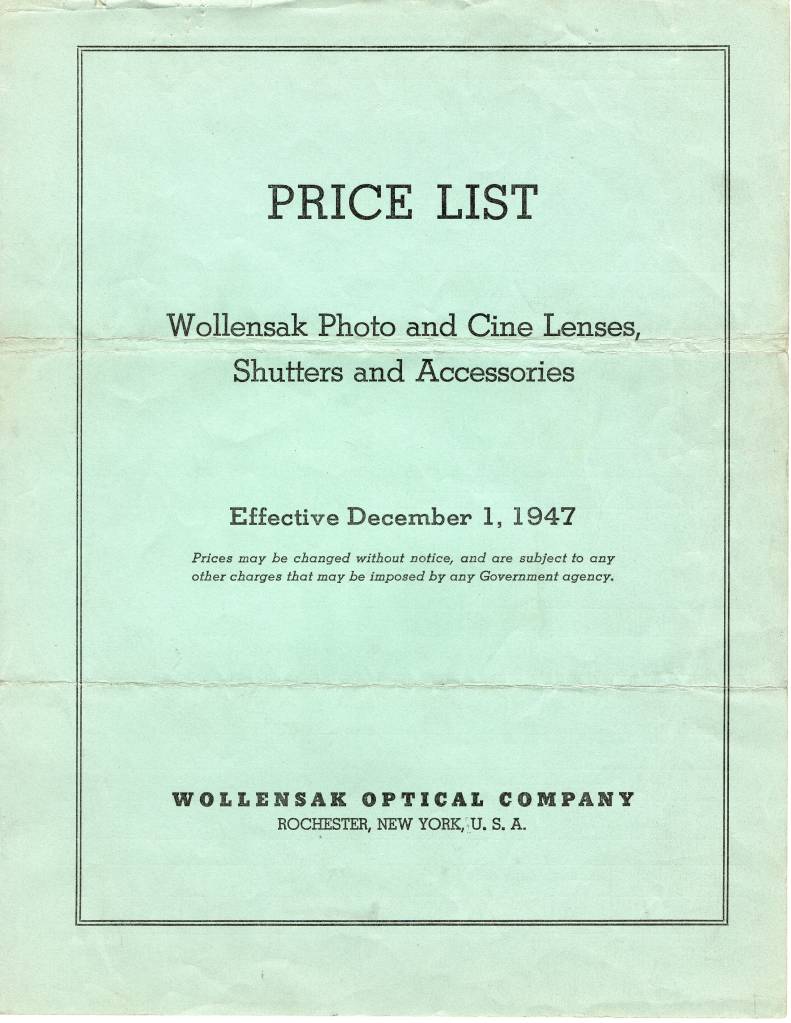 PRICE LIST
Wollensak Photo and Cine Lenses,
Shutters and Accessories
Effective December 1, 1947
Prices may be changed without notice, and are subject to any
other charges that may be imposed by any Government agency.
WOLLENSAK OPTICAL COMPANY
ROCHESTER, NEW YORK, U. S. A.